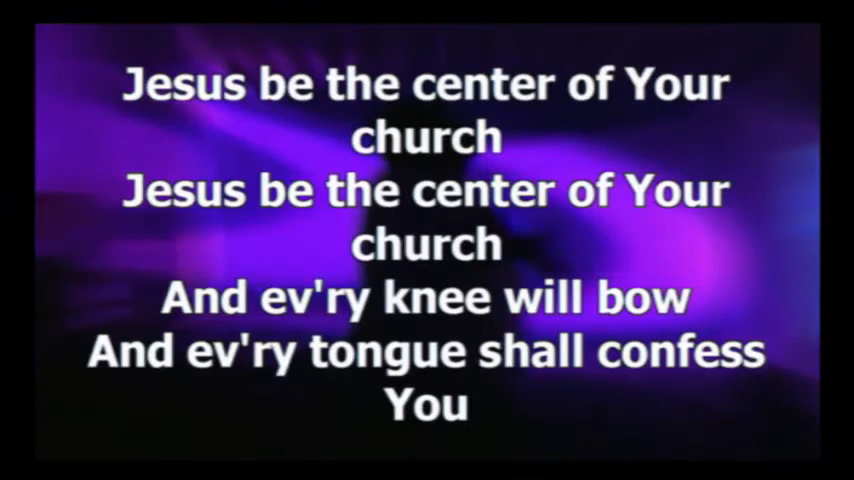 Jesus be the center of Your
church
Jesus be the center of Your
church
And ev'ry knee will bow
And ev'ry tongue shall confess
You